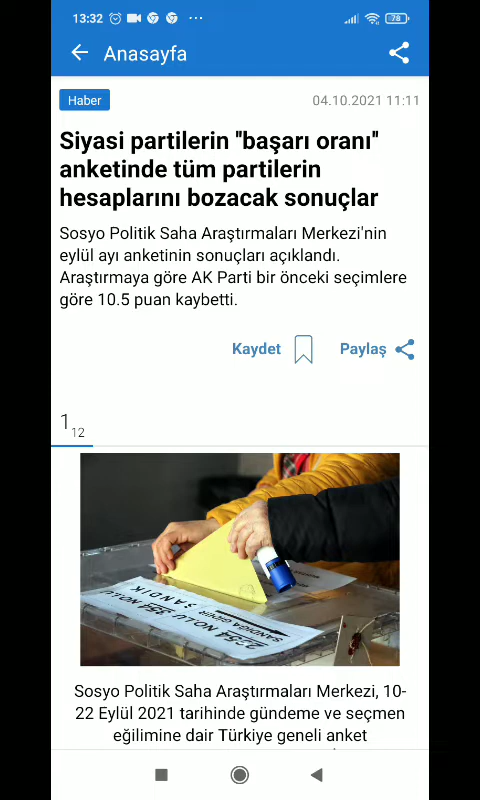 13:32
78
Anasayfa
Haber
04.10.2021 11:11
Siyasi partilerin "başarı oranı"
anketinde tüm partilerin
hesaplarını bozacak sonuçlar
Sosyo Politik Saha Araştırmaları Merkezi'nin
eylül ayı anketinin sonuçları açıklandı.
Araştırmaya göre AK Parti bir önceki seçimlere
göre 10.5 puan kaybetti.
Kaydet
Paylaş
1
12
2254 NO.LU
SANDIK
Sosyo Politik Saha Araştırmaları Merkezi, 10-
22 Eylül 2021 tarihinde gündeme ve seçmen
eğilimine dair Türkiye geneli anket